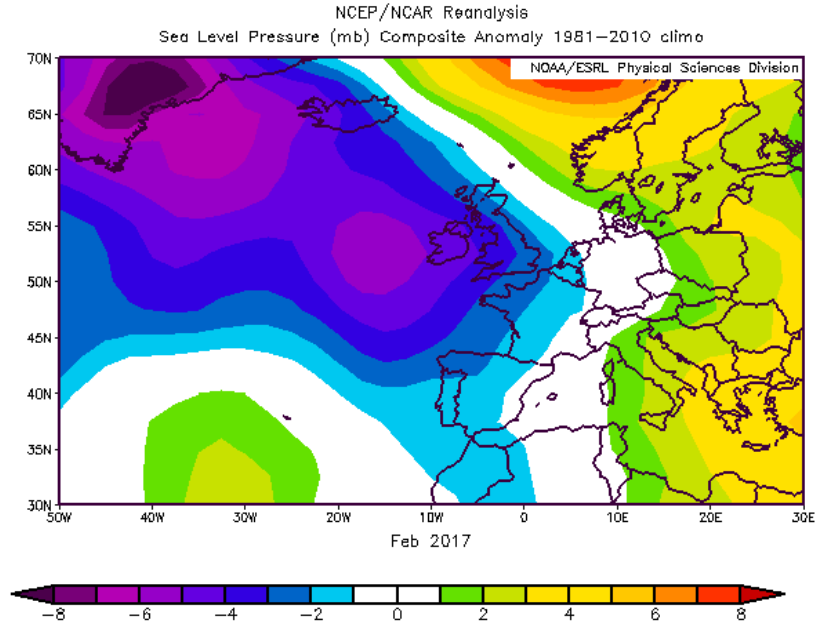 NCEP/NCAR Reanalysis
Sea Level Pressure (mb) Composite Anomaly 1981-2010 climo
NOAA/ESRL Physical Sciences Division
70N
65N
60N
55N
50N
45N
40N
35N
30N
50W 40W 30W 20W 10W 0 10E 20E 30E
Feb 2017
-8 -6 -4 -2 0 2 4 6 8